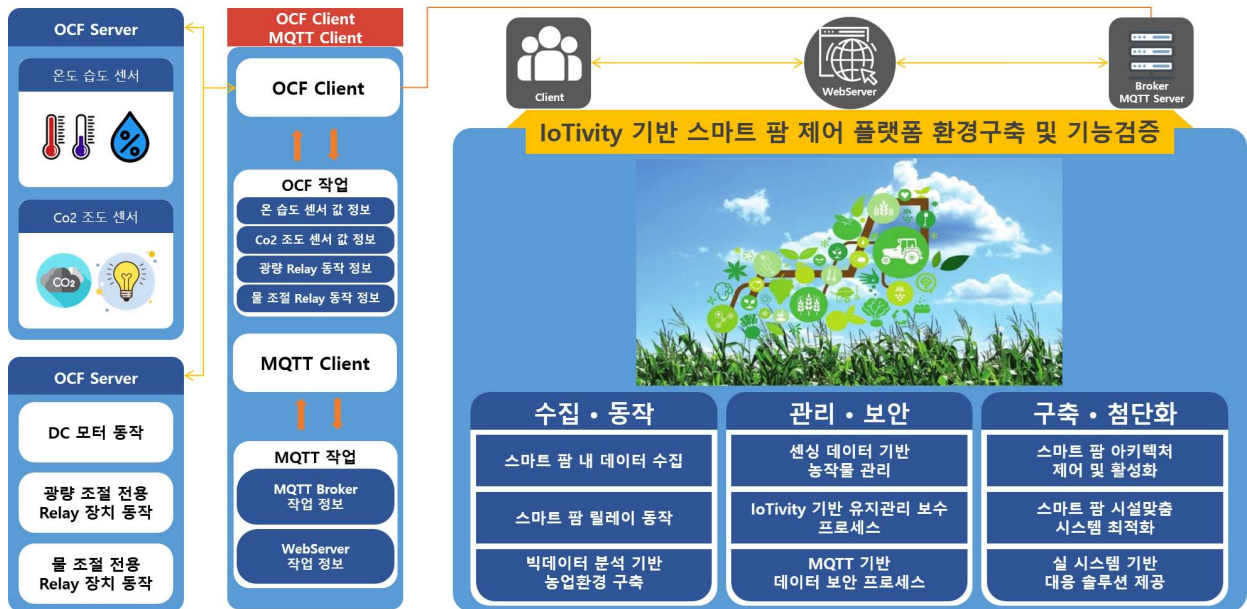 OCF Server
온도 습도 센서
%
Co2 조도 센서
CO2
OCF Server
DC 모터 동작
광량 조절 전용
Relay 장치 동작
물 조절 전용
Relay 장치 동작
OCF Client
MQTT Client
OCF Client
OCF 작업
온 습도 센서 값 정보
Co2 조도 센서 값 정보
광량 Relay 동작 정보
물 조절 Relay 동작 정보
MQTT Client
MQTT 작업
MQTT Broker
작업 정보
WebServer
작업 정보
Client
WebServer
Broker
MQTT Server
IoTivity 기반 스마트 팜 제어 플랫폼 환경구축 및 기능검증
수집 • 동작
스마트 팜 내 데이터 수집
스마트 팜 릴레이 동작
빅데이터 분석 기반
농업환경 구축
관리 • 보안
센싱 데이터 기반
농작물 관리
IoTivity 기반 유지관리 보수
프로세스
MQTT 기반
데이터 보안 프로세스
구축 • 첨단화
스마트 팜 아키텍처
제어 및 활성화
스마트 팜 시설맞춤
시스템 최적화
실 시스템 기반
대응 솔루션 제공